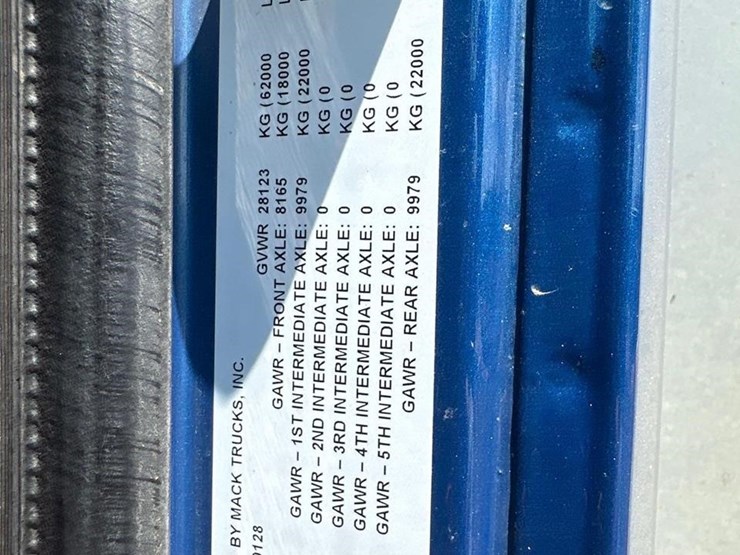 BY MACK TRUCKS, INC.
0128
GVWR 28123 KG (62000 L
GAWR – FRONT AXLE: 8165 KG (18000 L
GAWR – 1ST INTERMEDIATE AXLE: 9979 KG (22000
GAWR – 2ND INTERMEDIATE AXLE: 0 KG (0
GAWR – 3RD INTERMEDIATE AXLE: 0 KG (0
GAWR – 4TH INTERMEDIATE AXLE: 0 KG (0
GAWR – 5TH INTERMEDIATE AXLE: 0 KG (0
GAWR – REAR AXLE: 9979 KG (22000